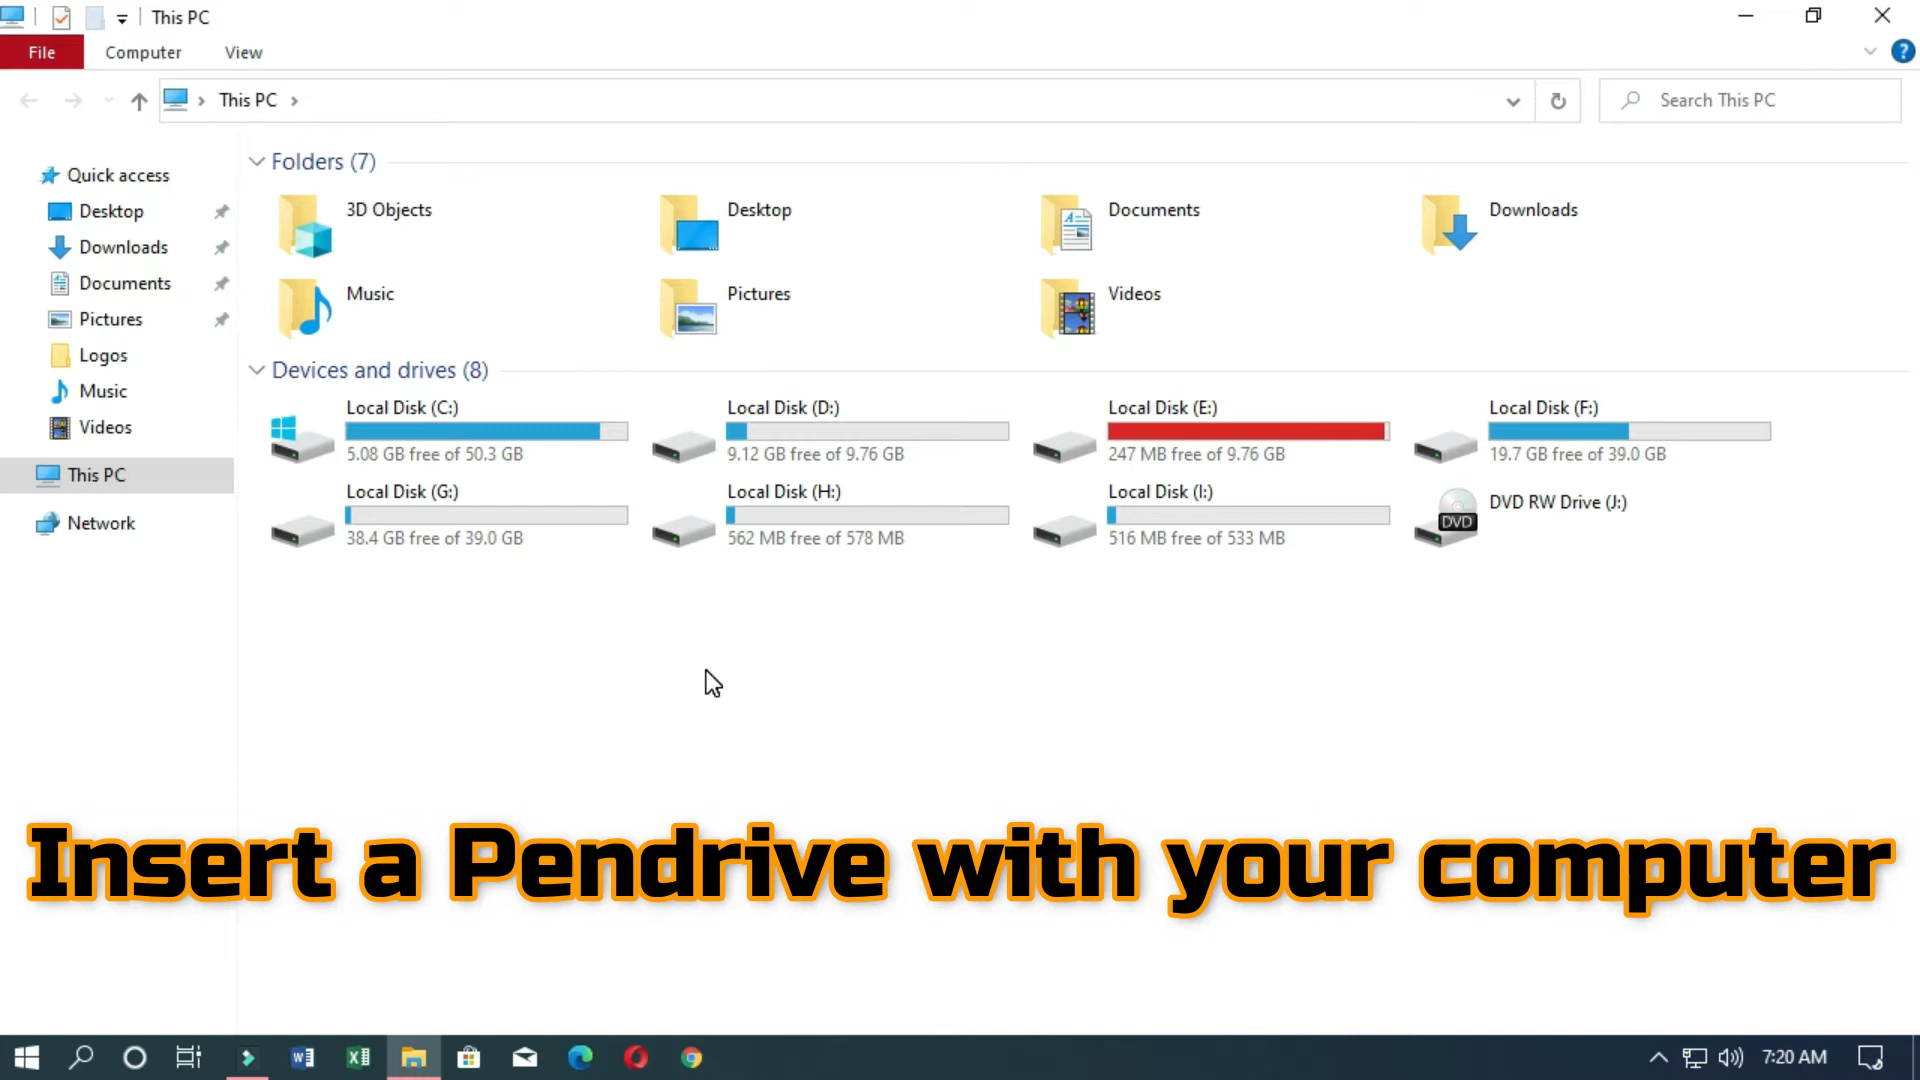 This PC
File
Computer
View
This PC
Search This PC
Quick access
Desktop
Downloads
Documents
Pictures
Logos
Music
Videos
This PC
Network
Folders (7)
3D Objects
Desktop
Documents
Downloads
Music
Pictures
Videos
Devices and drives (8)
Local Disk (C:)
5.08 GB free of 50.3 GB
Local Disk (D:)
9.12 GB free of 9.76 GB
Local Disk (E:)
247 MB free of 9.76 GB
Local Disk (F:)
19.7 GB free of 39.0 GB
Local Disk (G:)
38.4 GB free of 39.0 GB
Local Disk (H:)
562 MB free of 578 MB
Local Disk (I:)
516 MB free of 533 MB
DVD
DVD RW Drive (J:)
Insert a Pendrive with your computer
7:20 AM